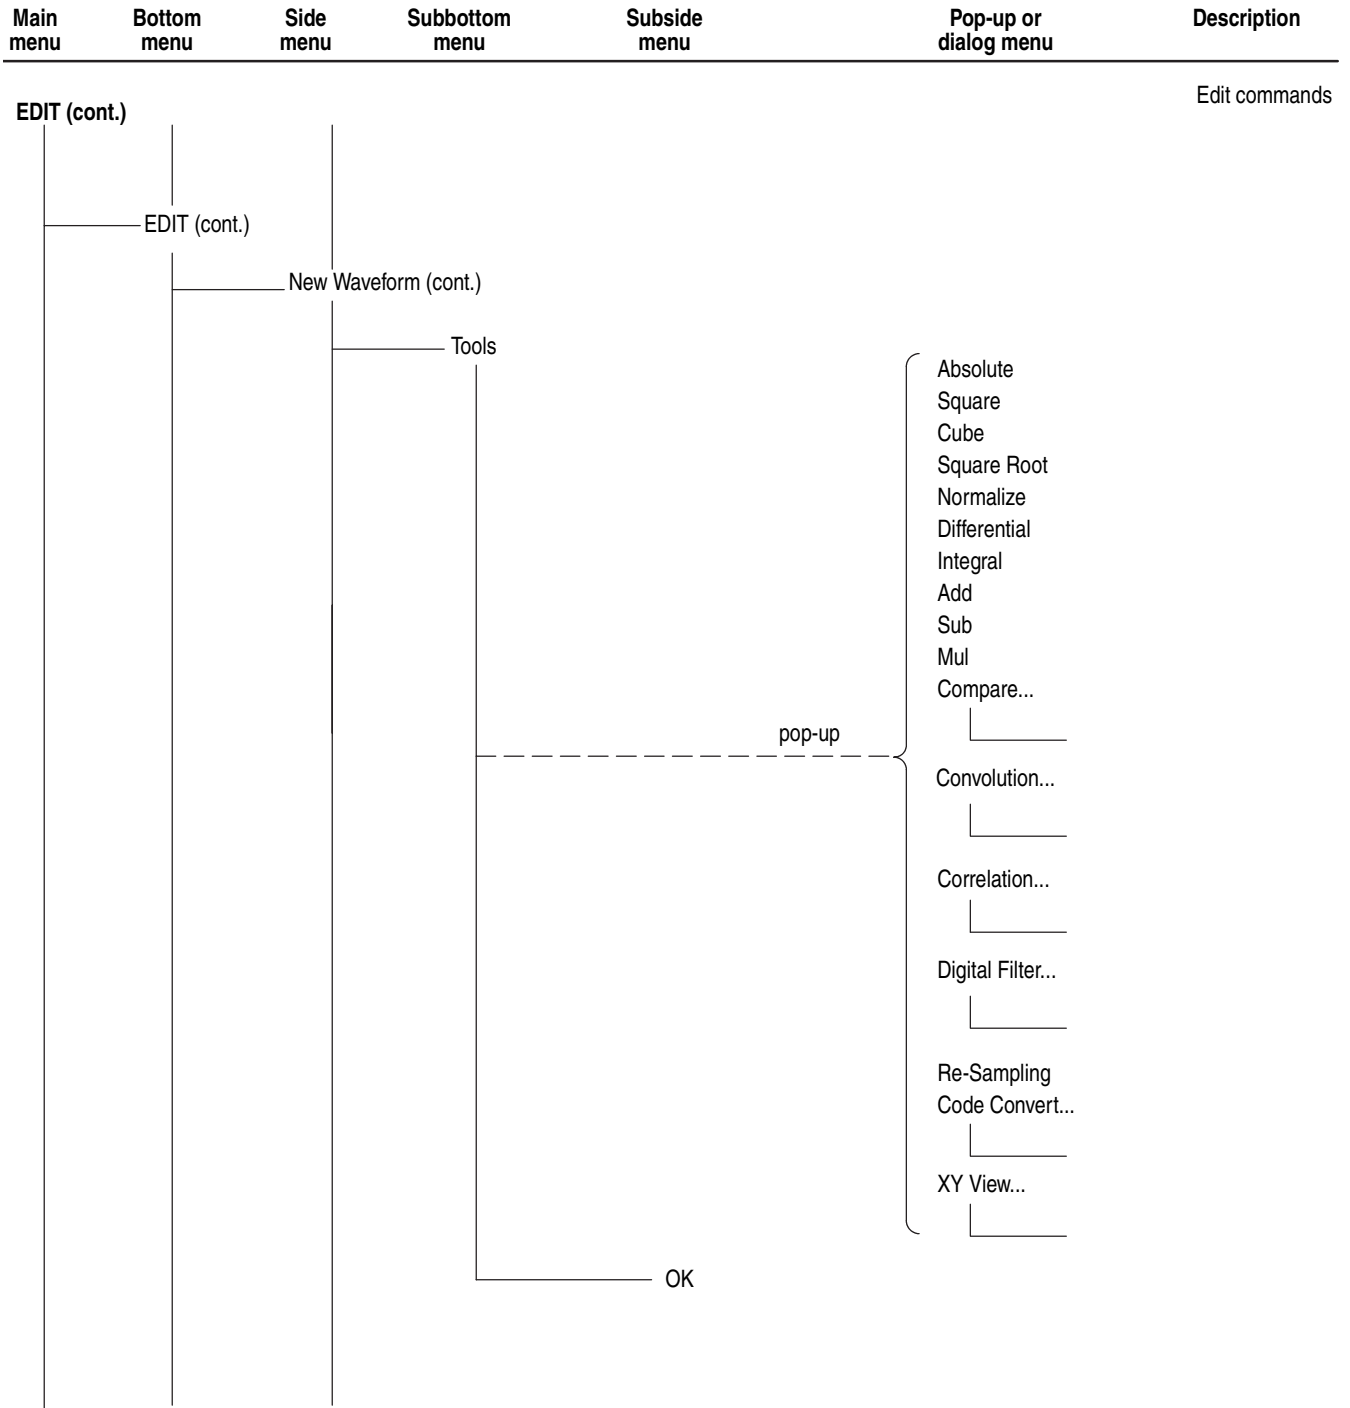 Main menu
Bottom menu
Side menu
Subbottom menu
Subside menu
Pop-up or dialog menu
Description
Edit commands
EDIT (cont.)
EDIT (cont.)
New Waveform (cont.)
Tools
Absolute
Square
Cube
Square Root
Normalize
Differential
Integral
Add
Sub
Mul
Compare...
pop-up
Convolution...
Correlation...
Digital Filter...
Re-Sampling
Code Convert...
XY View...
OK